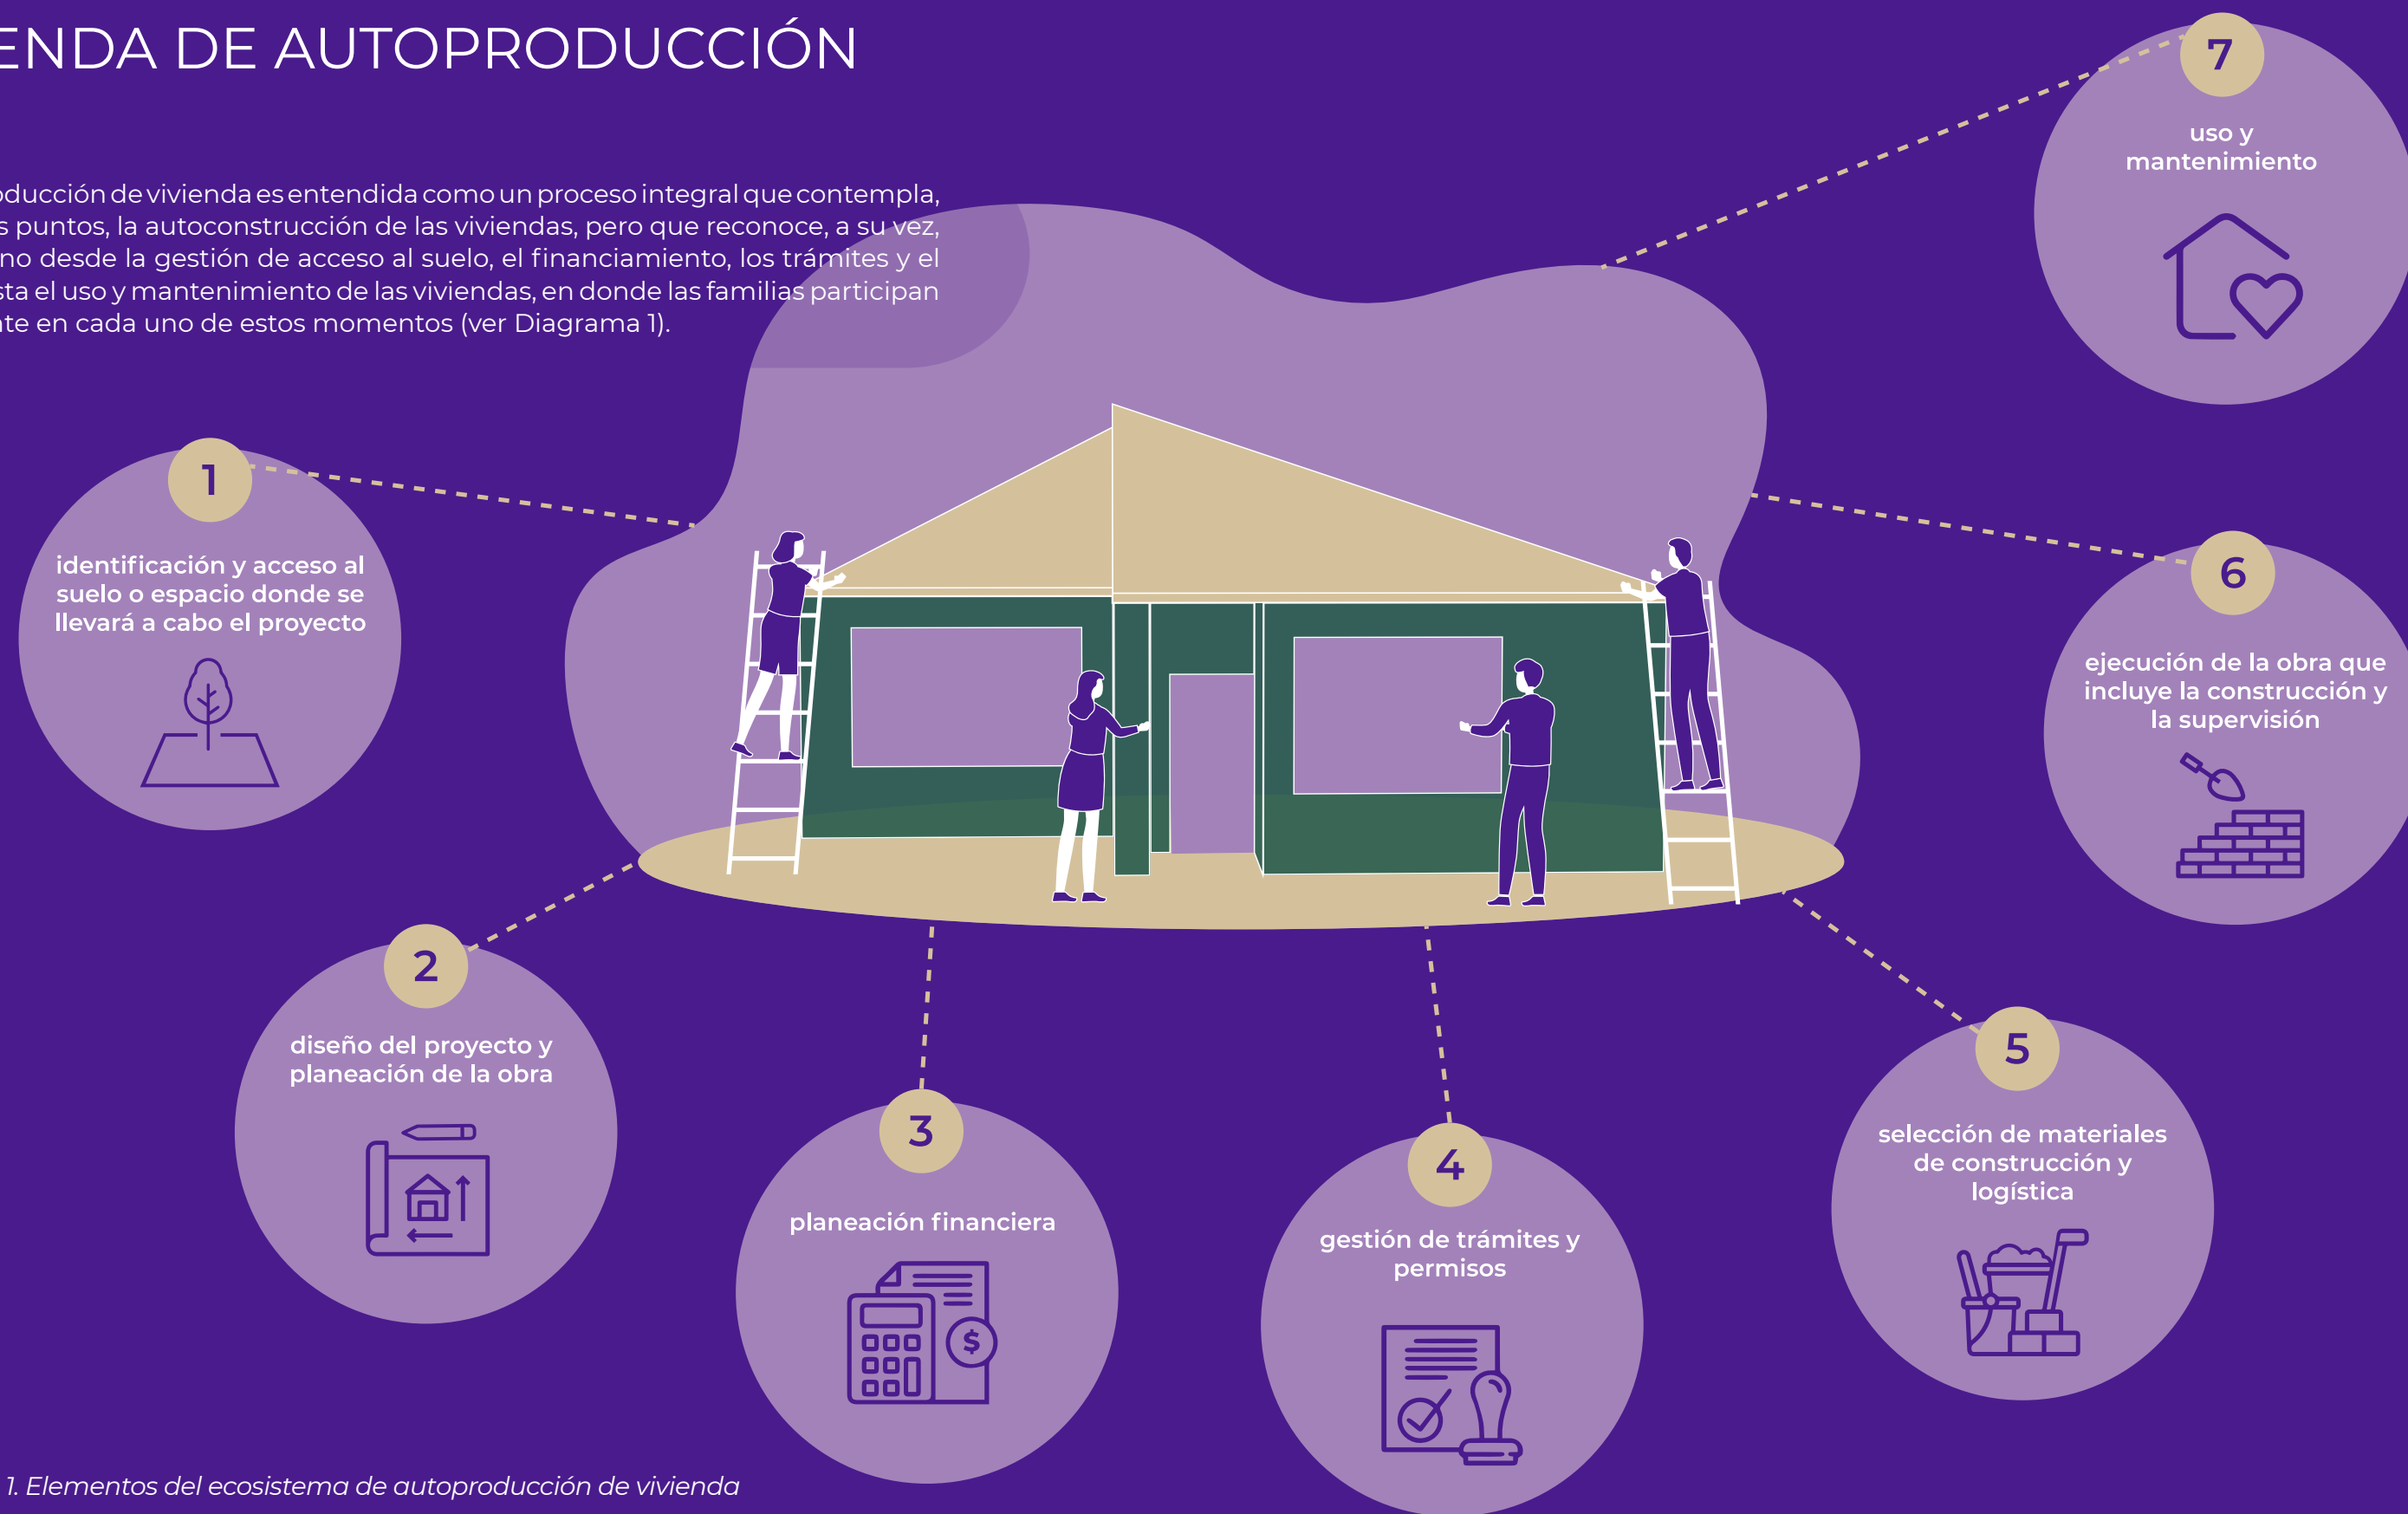 ENDA DE AUTOPRODUCCIÓN
oducción de vivienda es entendida como un proceso integral que contempla,
s puntos, la autoconstrucción de las viviendas, pero que reconoce, a su vez,
no desde la gestión de acceso al suelo, el financiamiento, los trámites y el
sta el uso y mantenimiento de las viviendas, en donde las familias participan
te en cada uno de estos momentos (ver Diagrama 1).
1
identificación y acceso al
suelo o espacio donde se
llevará a cabo el proyecto
2
diseño del proyecto y
planeación de la obra
3
planeación financiera
$
4
gestión de trámites y
permisos
5
selección de materiales
de construcción y
logística
6
ejecución de la obra que
incluye la construcción y
la supervisión
7
uso y
mantenimiento
1. Elementos del ecosistema de autoproducción de vivienda